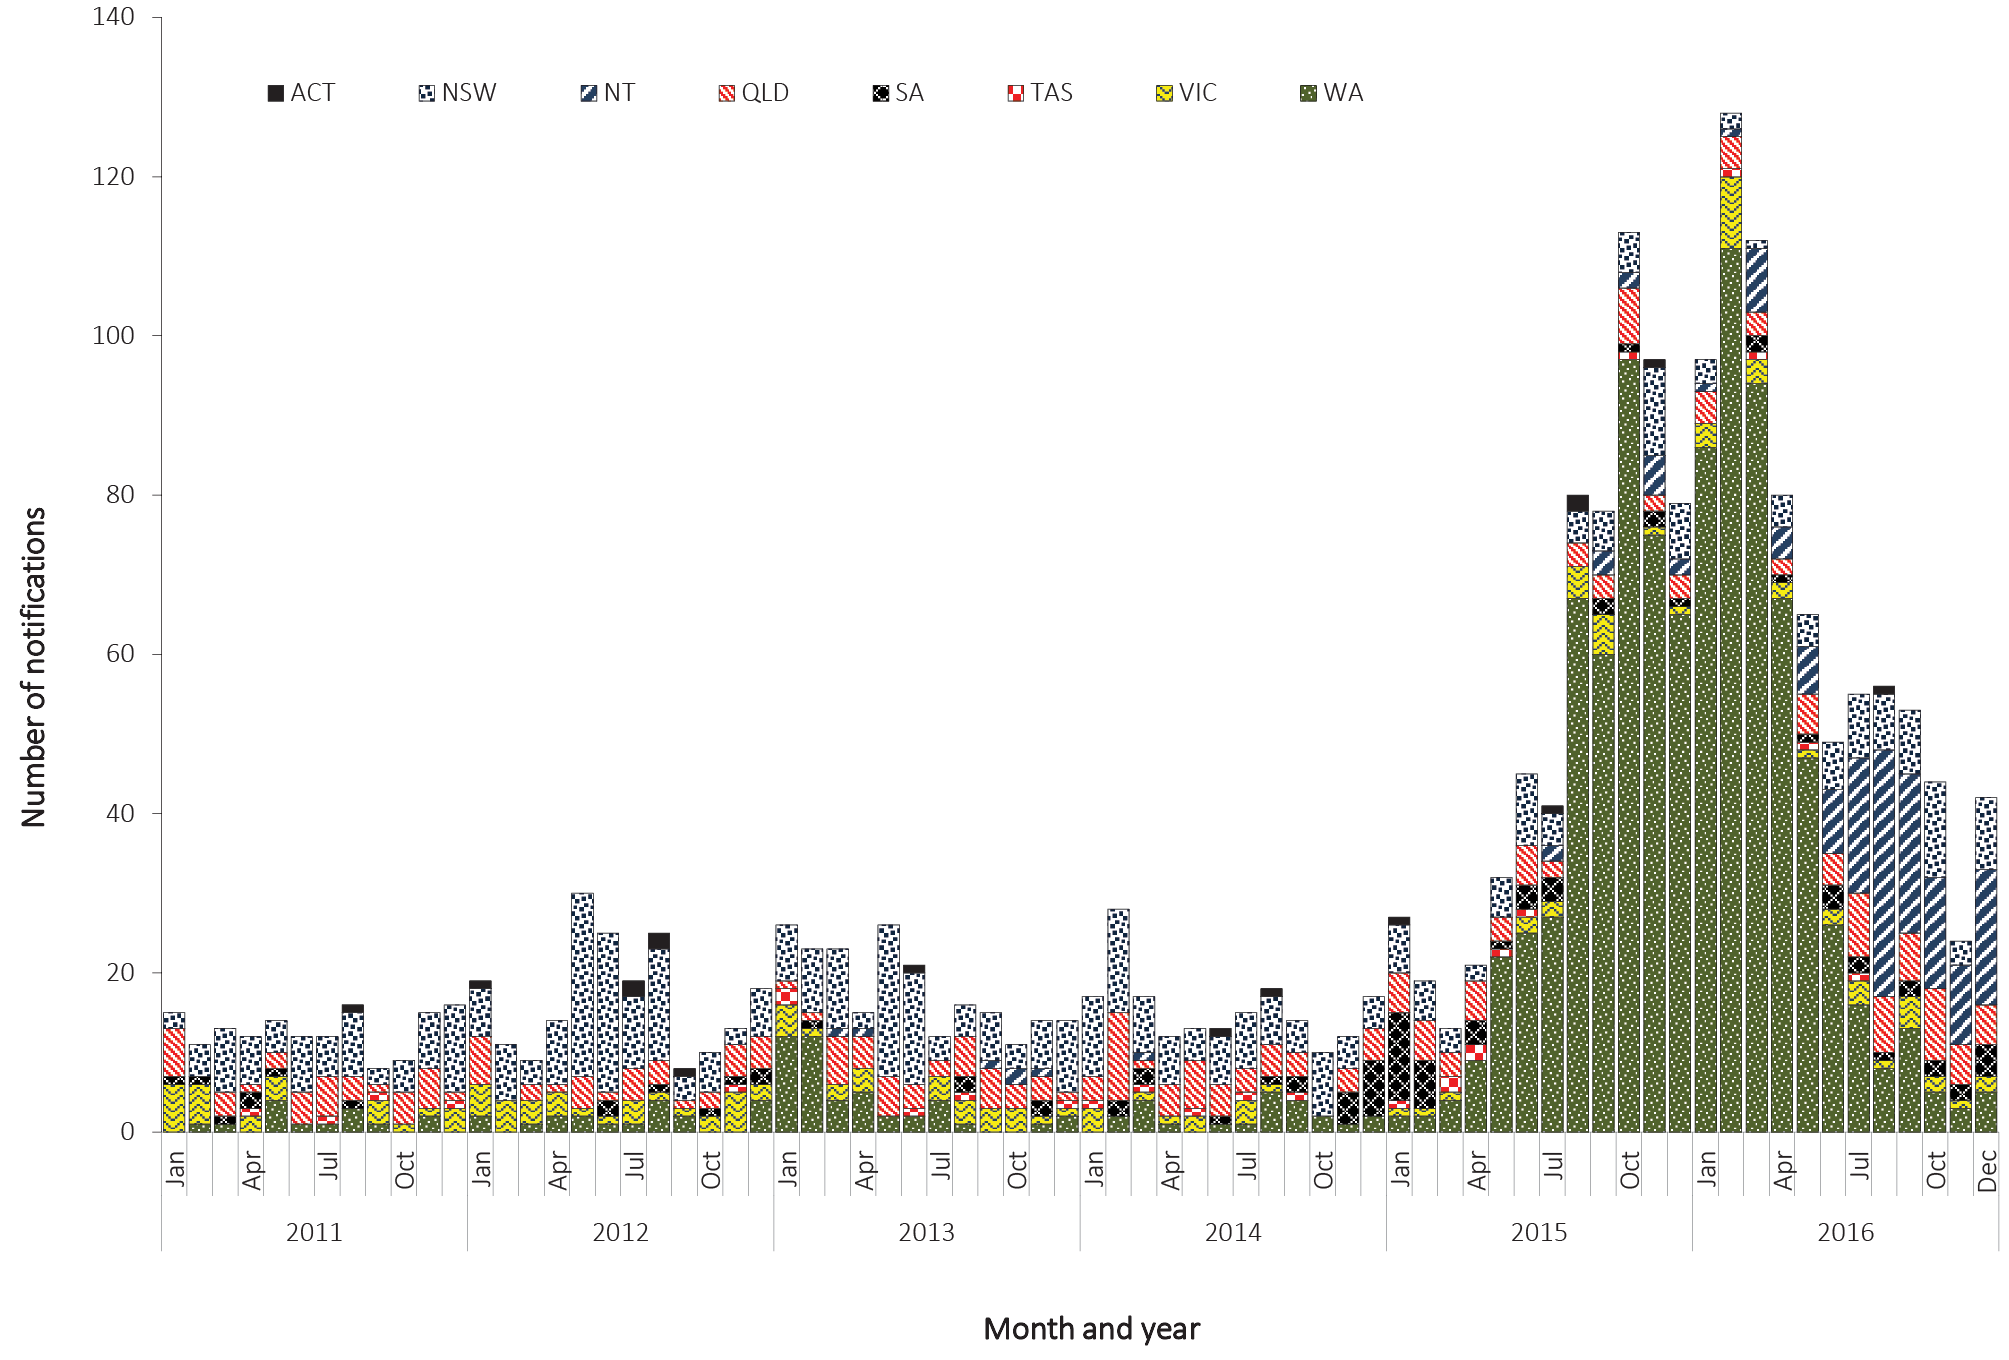 140
ACT NSW NT QLD SA TAS VIC WA
120
100
80
60
40
20
0
Number of notifications
Jan Apr Jul Oct Jan Apr Jul Oct Jan Apr Jul Oct Jan Apr Jul Oct Jan Apr Jul Oct Jan Apr Jul Oct Dec
2011 2012 2013 2014 2015 2016
Month and year